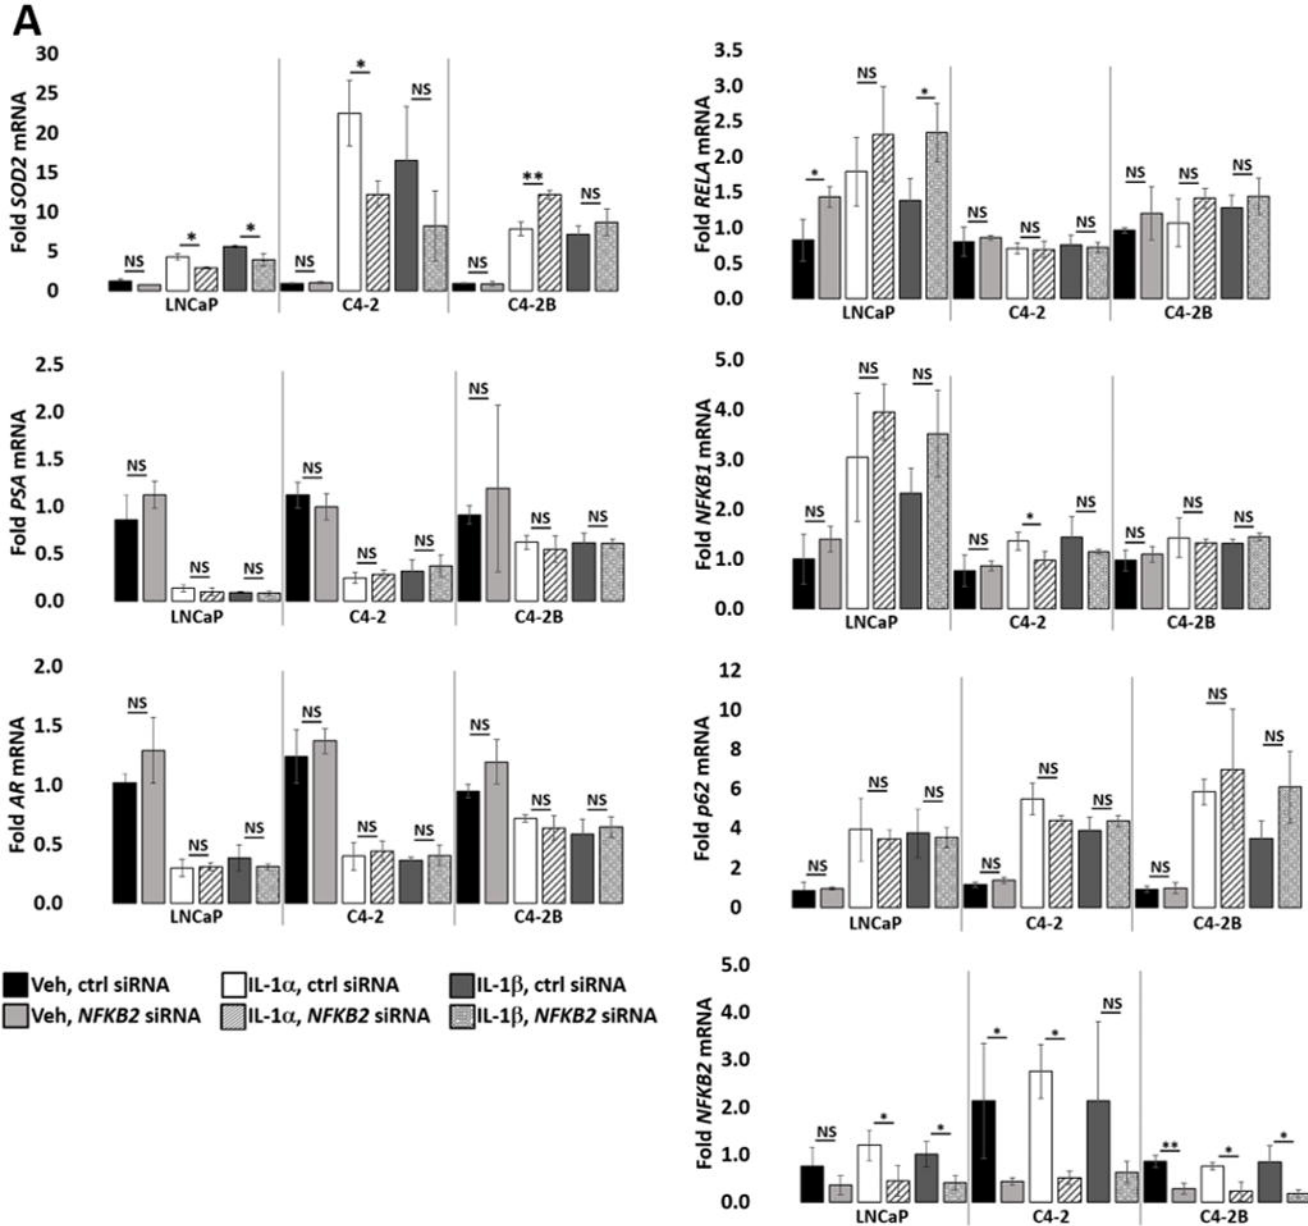 A
Fold SOD2 mRNA
30
25
20
15
10
5
0
NS
*
*
NS
*
NS
NS
**
NS
LNCaP
C4-2
C4-2B
Fold RELA mRNA
3.5
3.0
2.5
2.0
1.5
1.0
0.5
0.0
*
NS
*
NS
NS
NS
NS
NS
NS
LNCaP
C4-2
C4-2B
Fold PSA mRNA
2.5
2.0
1.5
1.0
0.5
0.0
NS
NS
NS
NS
NS
NS
NS
NS
NS
LNCaP
C4-2
C4-2B
Fold NFKB1 mRNA
5.0
4.0
3.0
2.0
1.0
0.0
NS
NS
NS
NS
*
NS
NS
NS
NS
LNCaP
C4-2
C4-2B
Fold AR mRNA
2.0
1.5
1.0
0.5
0.0
NS
NS
NS
NS
NS
NS
NS
NS
NS
LNCaP
C4-2
C4-2B
Fold p62 mRNA
12
10
8
6
4
2
0
NS
NS
NS
NS
NS
NS
NS
NS
NS
LNCaP
C4-2
C4-2B
Veh, ctrl siRNA
IL-1α, ctrl siRNA
IL-1β, ctrl siRNA
Veh, NFKB2 siRNA
IL-1α, NFKB2 siRNA
IL-1β, NFKB2 siRNA
Fold NFKB2 mRNA
5.0
4.0
3.0
2.0
1.0
0.0
NS
*
*
*
*
NS
**
*
*
LNCaP
C4-2
C4-2B